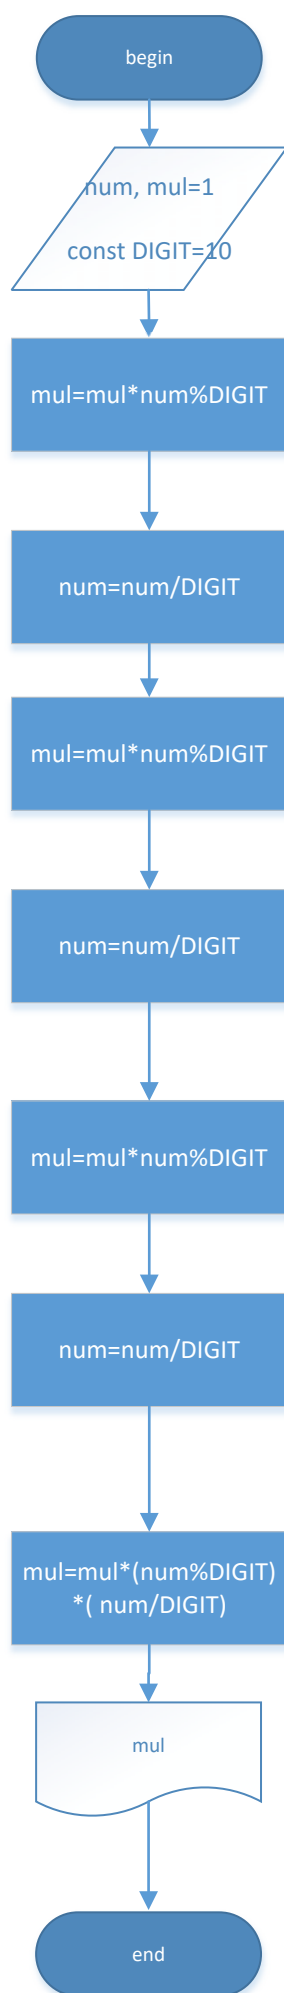 begin
num, mul=1
const DIGIT=10
mul=mul*num%DIGIT
num=num/DIGIT
mul=mul*num%DIGIT
num=num/DIGIT
mul=mul*num%DIGIT
num=num/DIGIT
mul=mul*(num%DIGIT)
*( num/DIGIT)
mul
end